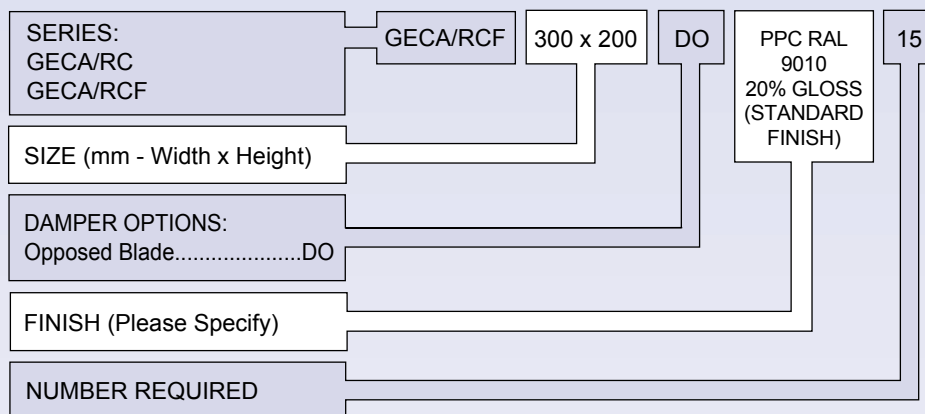 SERIES:
GECA/RC
GECA/RCF
GECA/RCF
300 x 200
DO
PPC RAL
9010
20% GLOSS
(STANDARD
FINISH)
15
SIZE (mm - Width x Height)
DAMPER OPTIONS:
Opposed Blade.....................DO
FINISH (Please Specify)
NUMBER REQUIRED